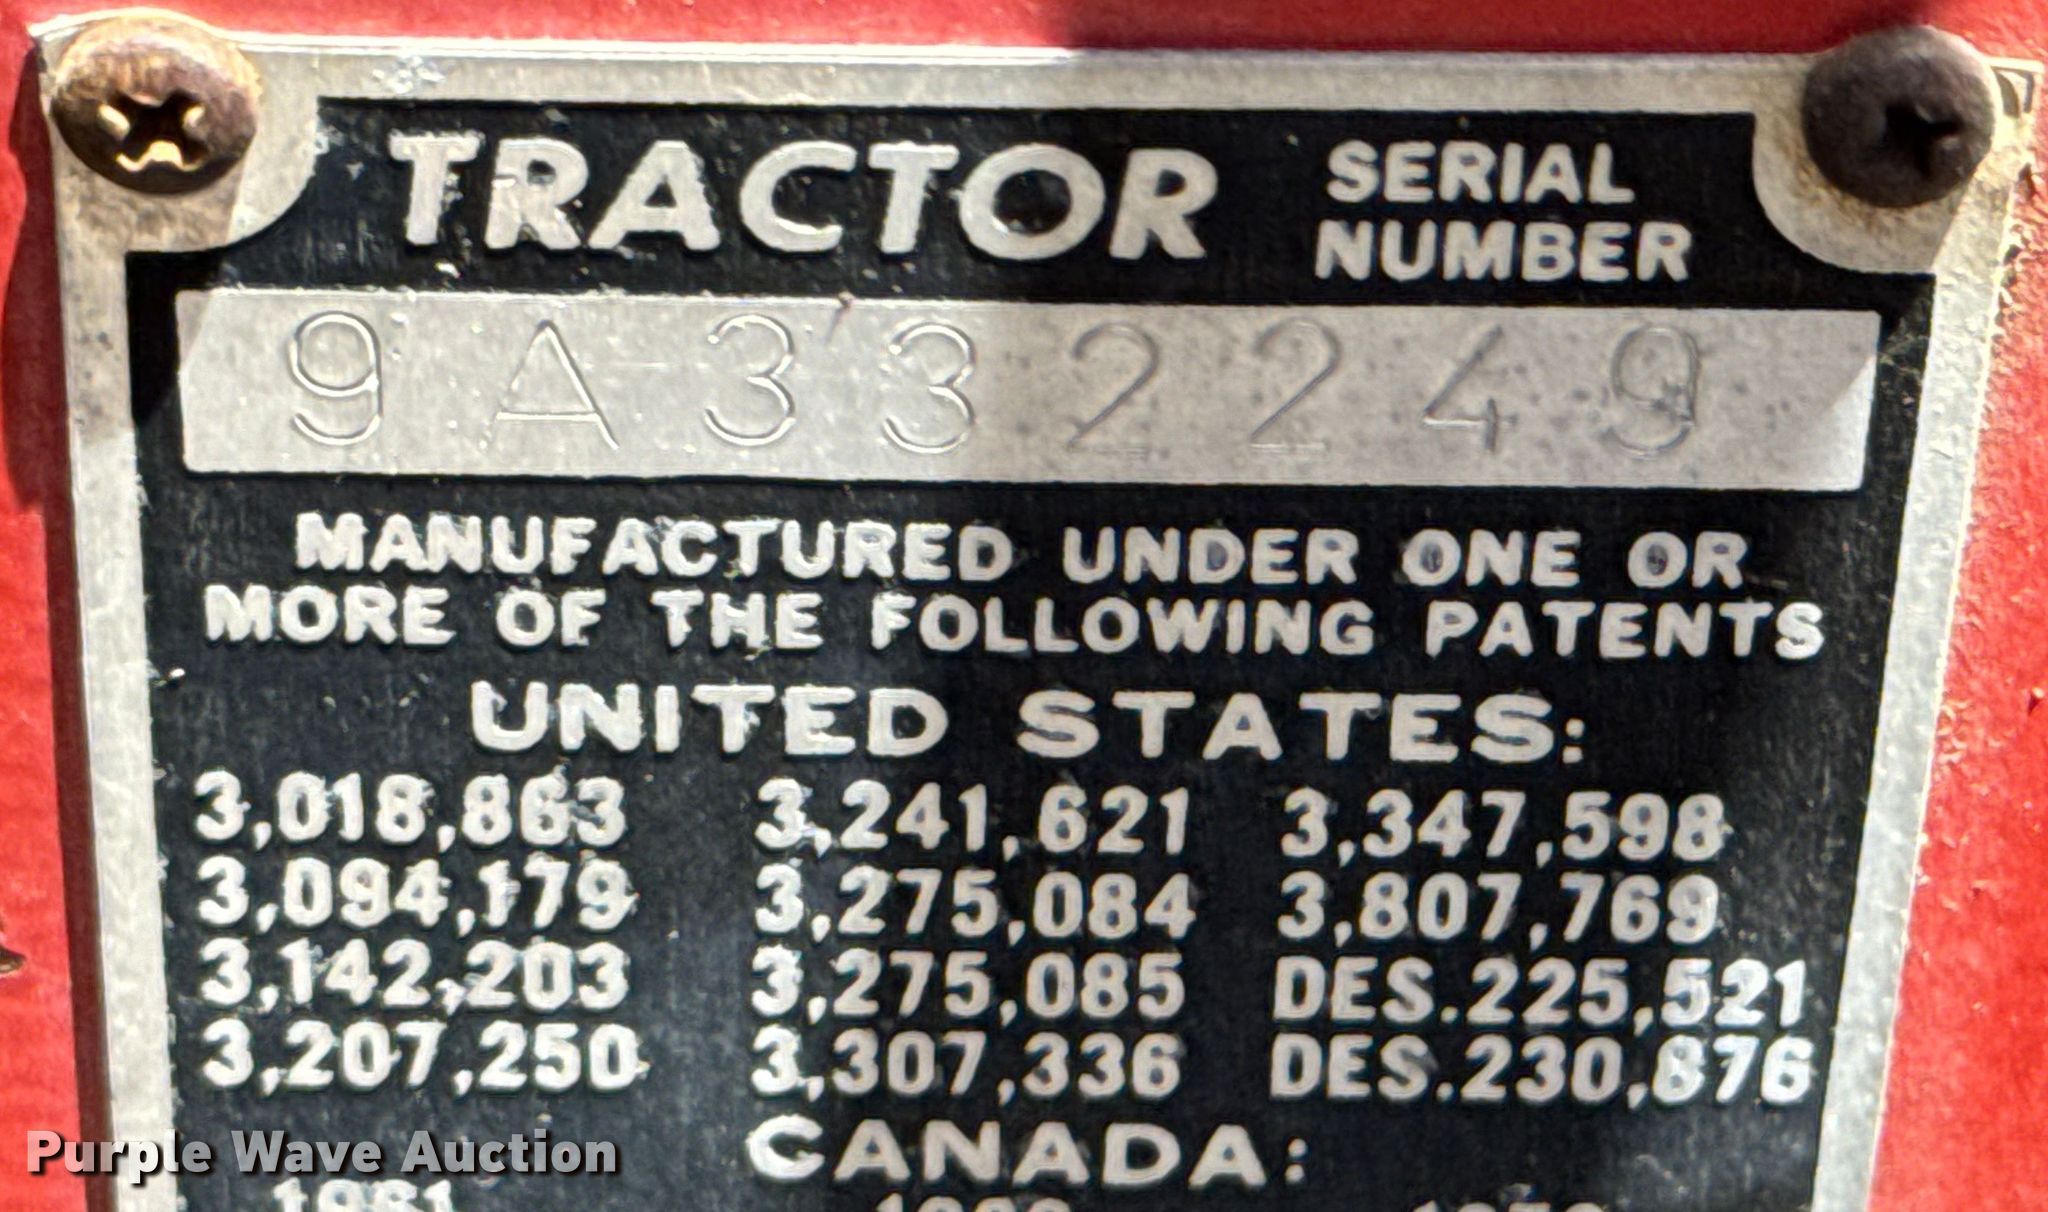 TRACTOR SERIAL NUMBER
9A332249
MANUFACTURED UNDER ONE OR
MORE OF THE FOLLOWING PATENTS
UNITED STATES:
3,018,863 3,241,621 3,347,598
3,094,179 3,275,084 3,807,769
3,142,203 3,275,085 DES.225,521
3,207,250 3,307,336 DES.230,876
CANADA:
1961
Purple Wave Auction